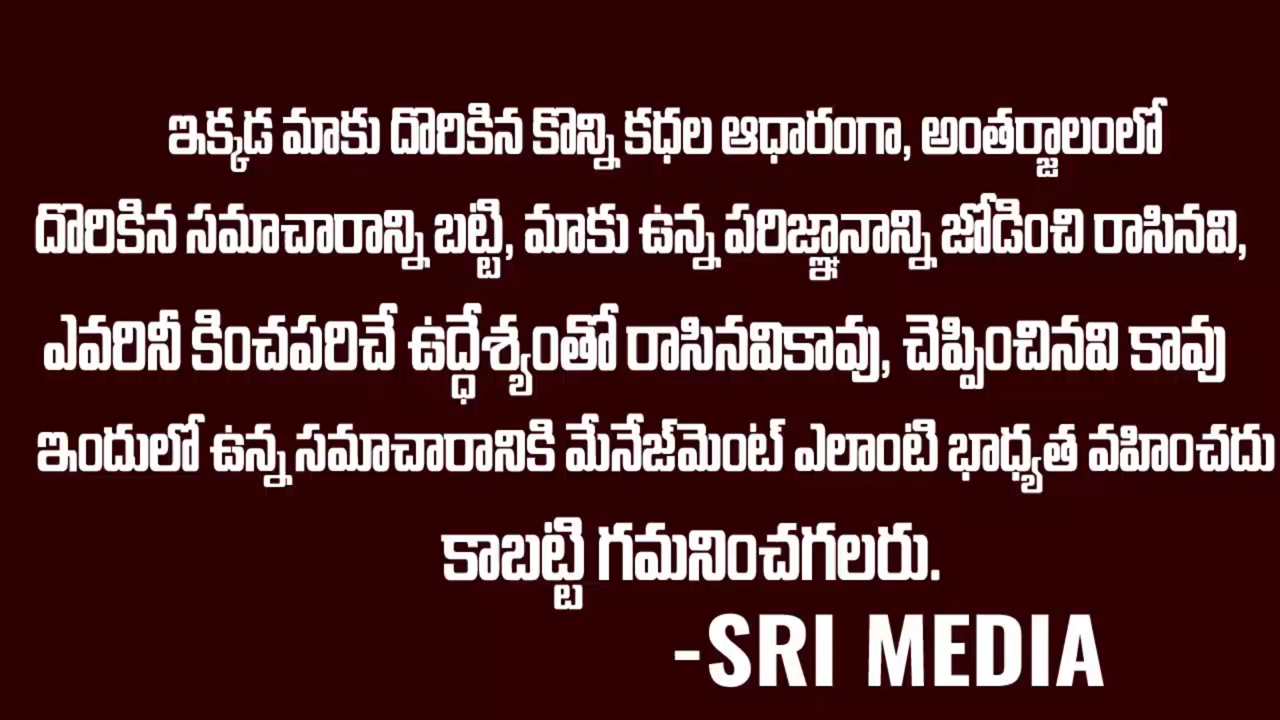 ఇక్కడ మాకు దొరికిన కొన్ని కధల ఆధారంగా, అంతర్జాలంలో
దొరికిన సమాచారాన్ని బట్టి, మాకు ఉన్న పరిజ్ఞానాన్ని జోడించి రాసినవి,
ఎవరినీ కించపరిచే ఉద్ధేశ్యంతో రాసినవికావు, చెప్పించినవి కావు
ఇందులో ఉన్న సమాచారానికి మేనేజ్‌మెంట్ ఎలాంటి భాధ్యత వహించదు
కాబట్టి గమనించగలరు.
-SRI MEDIA